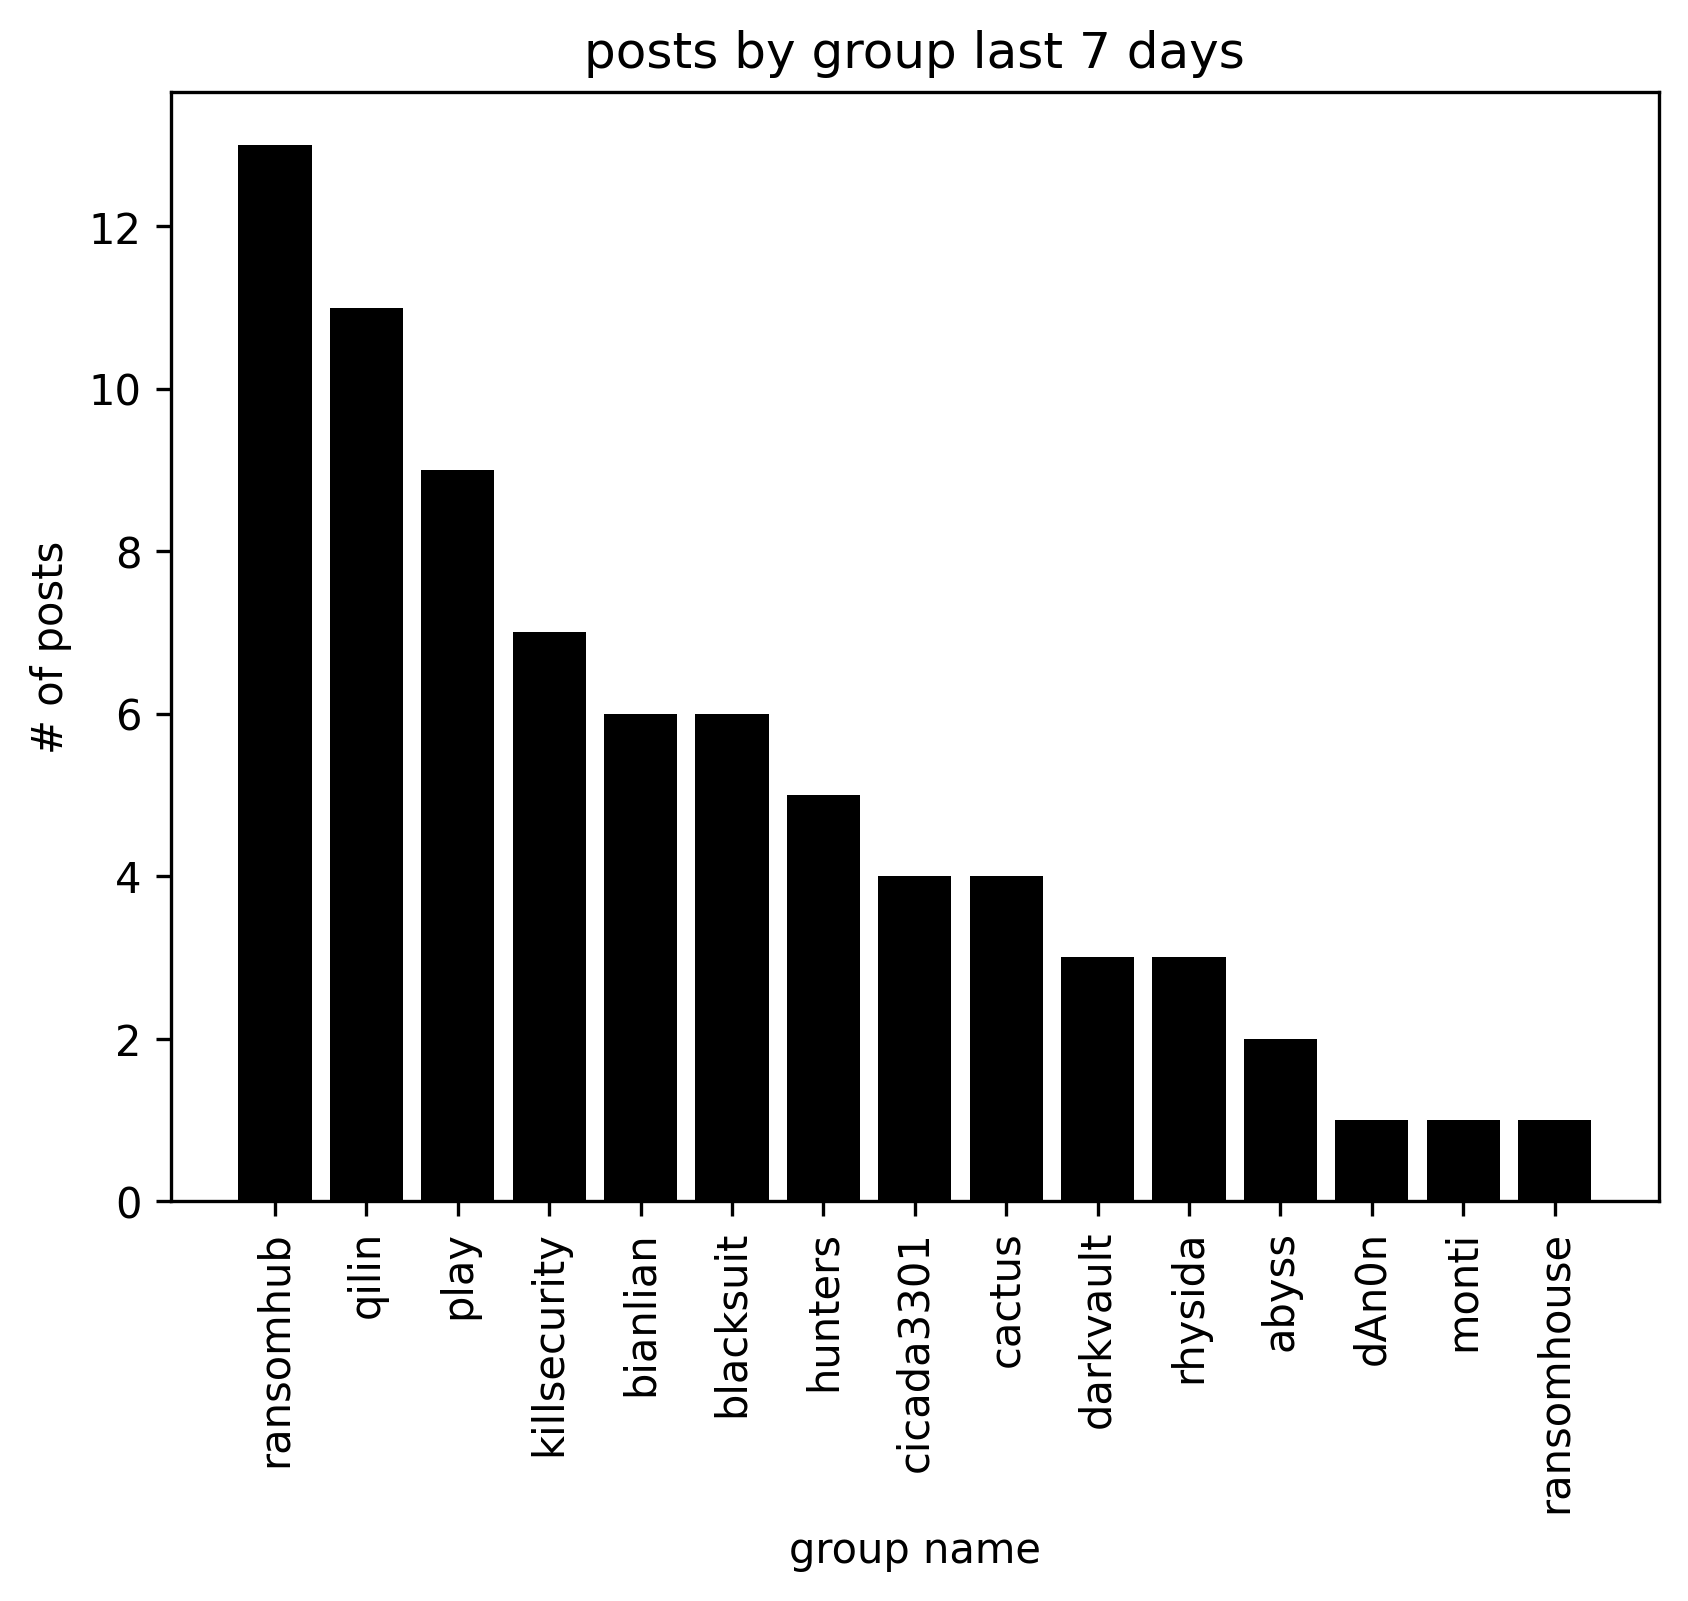 posts by group last 7 days
# of posts
12
10
8
6
4
2
0
ransomhub
qilin
play
killsecurity
bianlian
blacksuit
hunters
cicada3301
cactus
darkvault
rhysida
abyss
dAn0n
monti
ransomhouse
group name